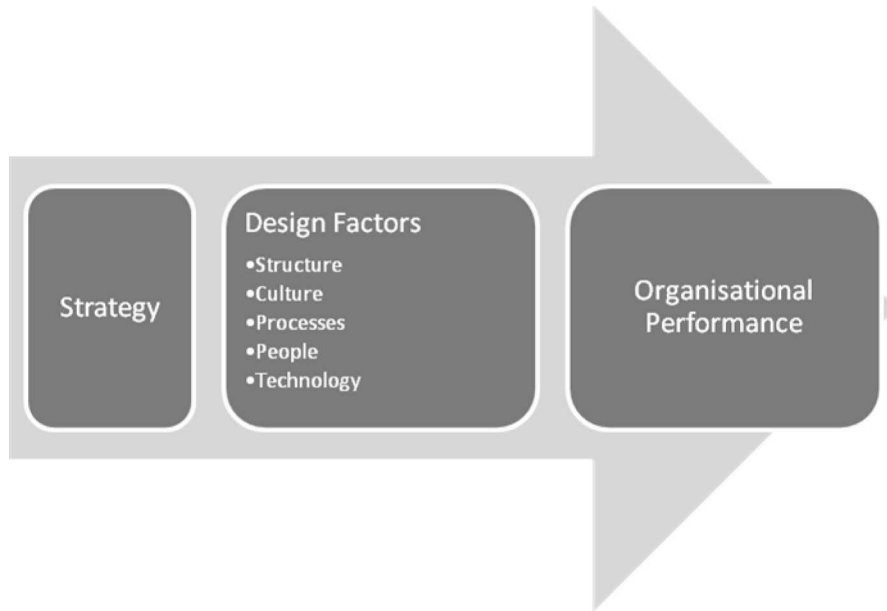 Strategy
Design Factors
•Structure
•Culture
•Processes
•People
•Technology
Organisational
Performance